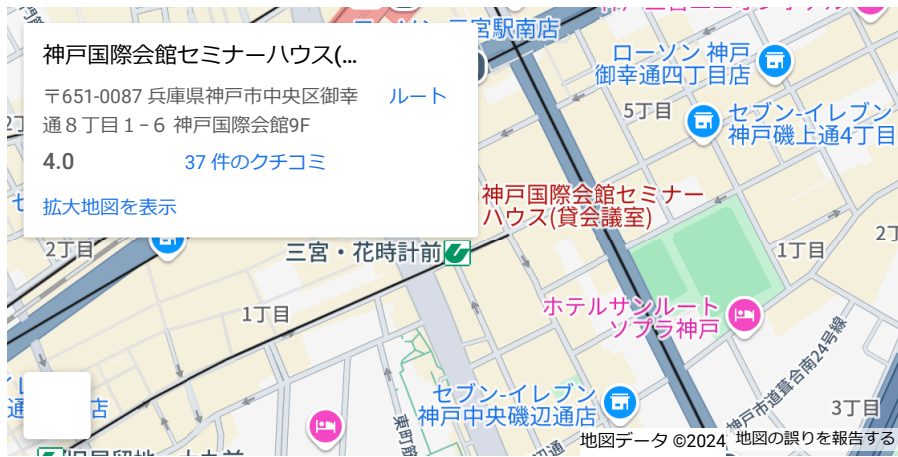 神戸国際会館セミナーハウス(...
〒651-0087 兵庫県神戸市中央区御幸
通８丁目１−６ 神戸国際会館9F
ルート
4.0
37 件のクチコミ
拡大地図を表示
三宮駅南店
ローソン 神戸
御幸通四丁目店
5丁目
セブン-イレブン
神戸磯上通4丁目
神戸国際会館セミナー
ハウス(貸会議室)
2丁目
三宮・花時計前
1丁目
1丁目
ホテルサンルート
ソプラ神戸
セブン-イレブン
神戸中央磯辺通店
神戸市道葺合南24号線
東町筋
3丁目
地図データ ©2024
地図の誤りを報告する